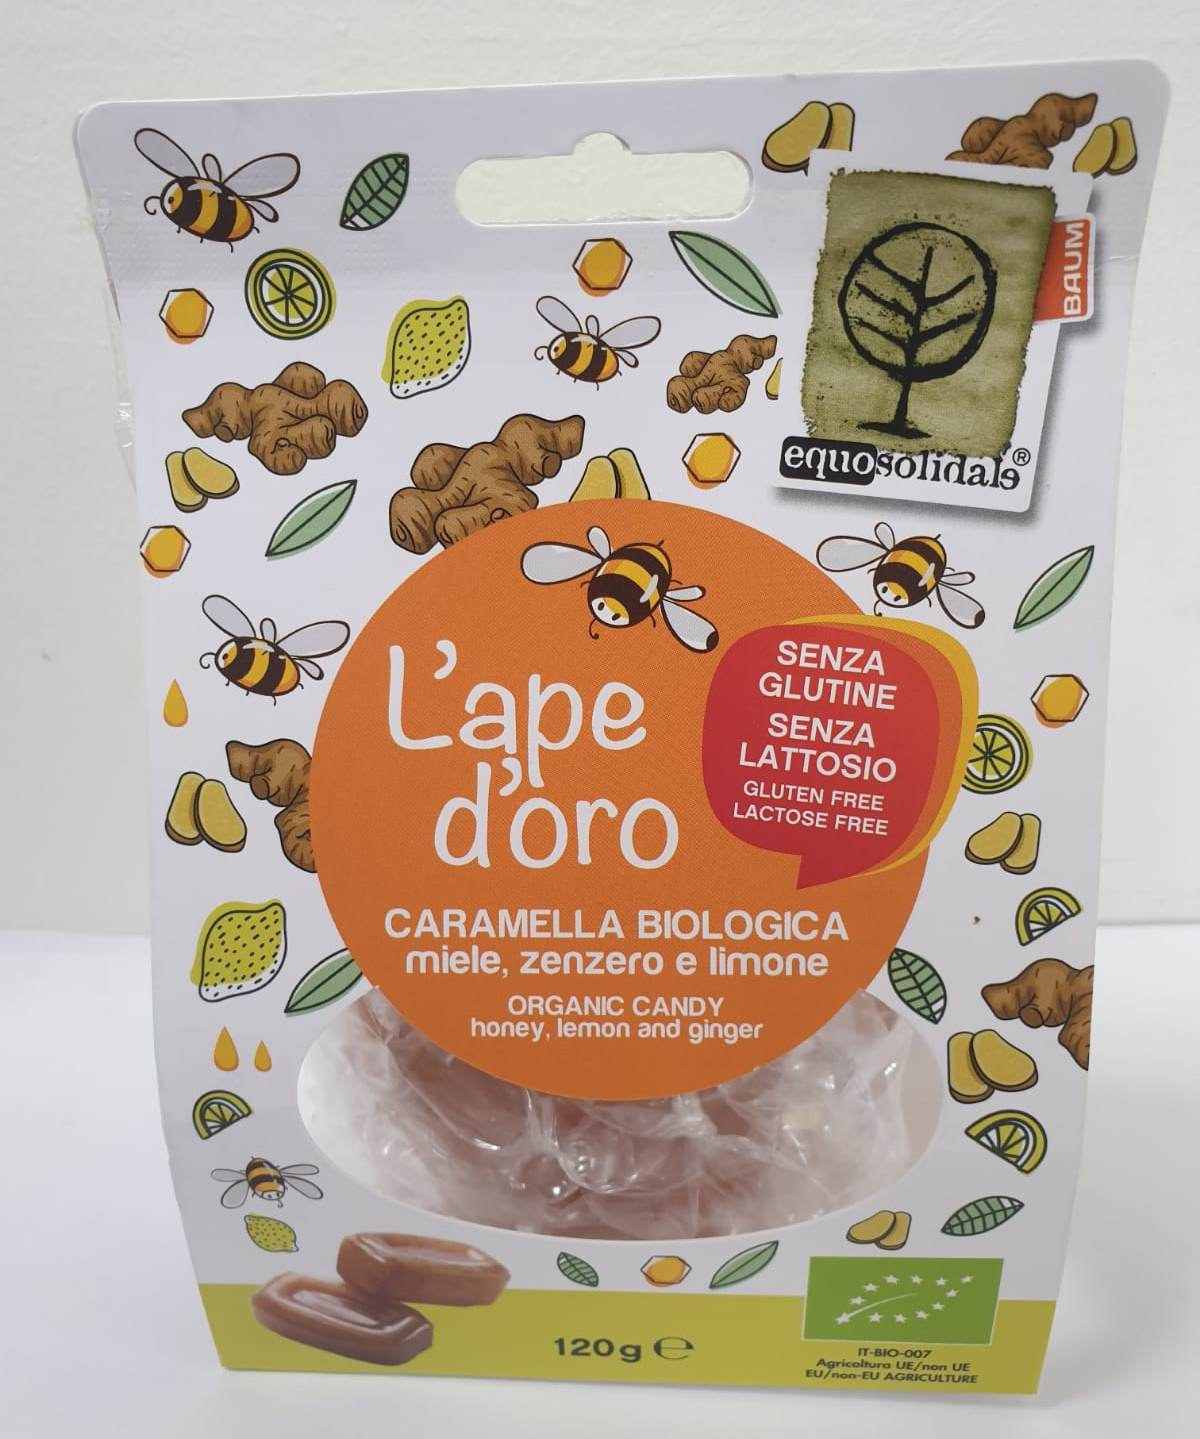 BAUM
equosolidale®
L'ape
d'oro
SENZA
GLUTINE
SENZA
LATTOSIO
GLUTEN FREE
LACTOSE FREE
CARAMELLA BIOLOGICA
miele, zenzero e limone
ORGANIC CANDY
honey, lemon and ginger
120g ℮
IT-BIO-007
Agricoltura UE/non UE
EU/non-EU AGRICULTURE